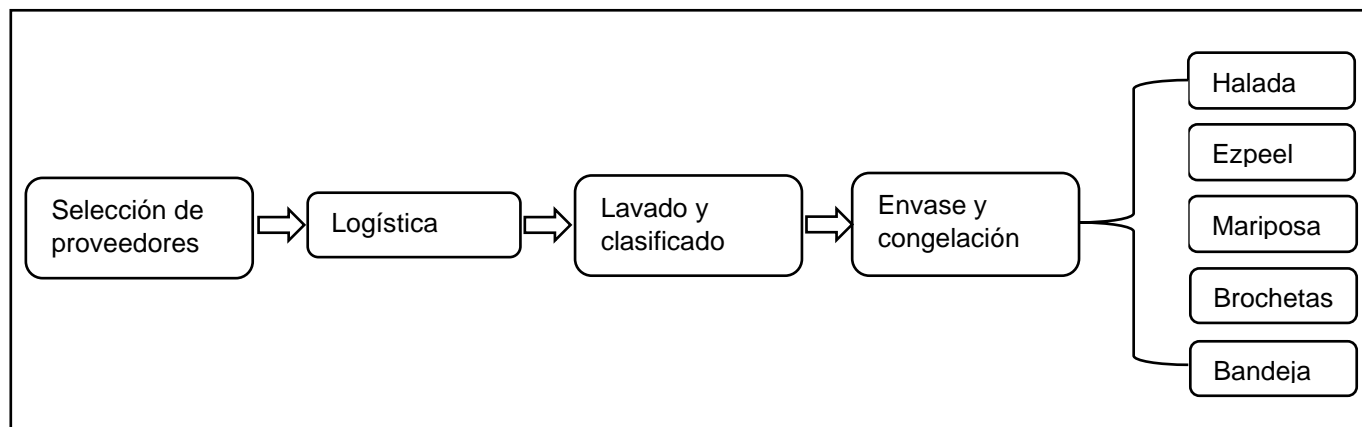 Selección de
proveedores
Logística
Lavado y
clasificado
Envase y
congelación
Halada
Ezpeel
Mariposa
Brochetas
Bandeja